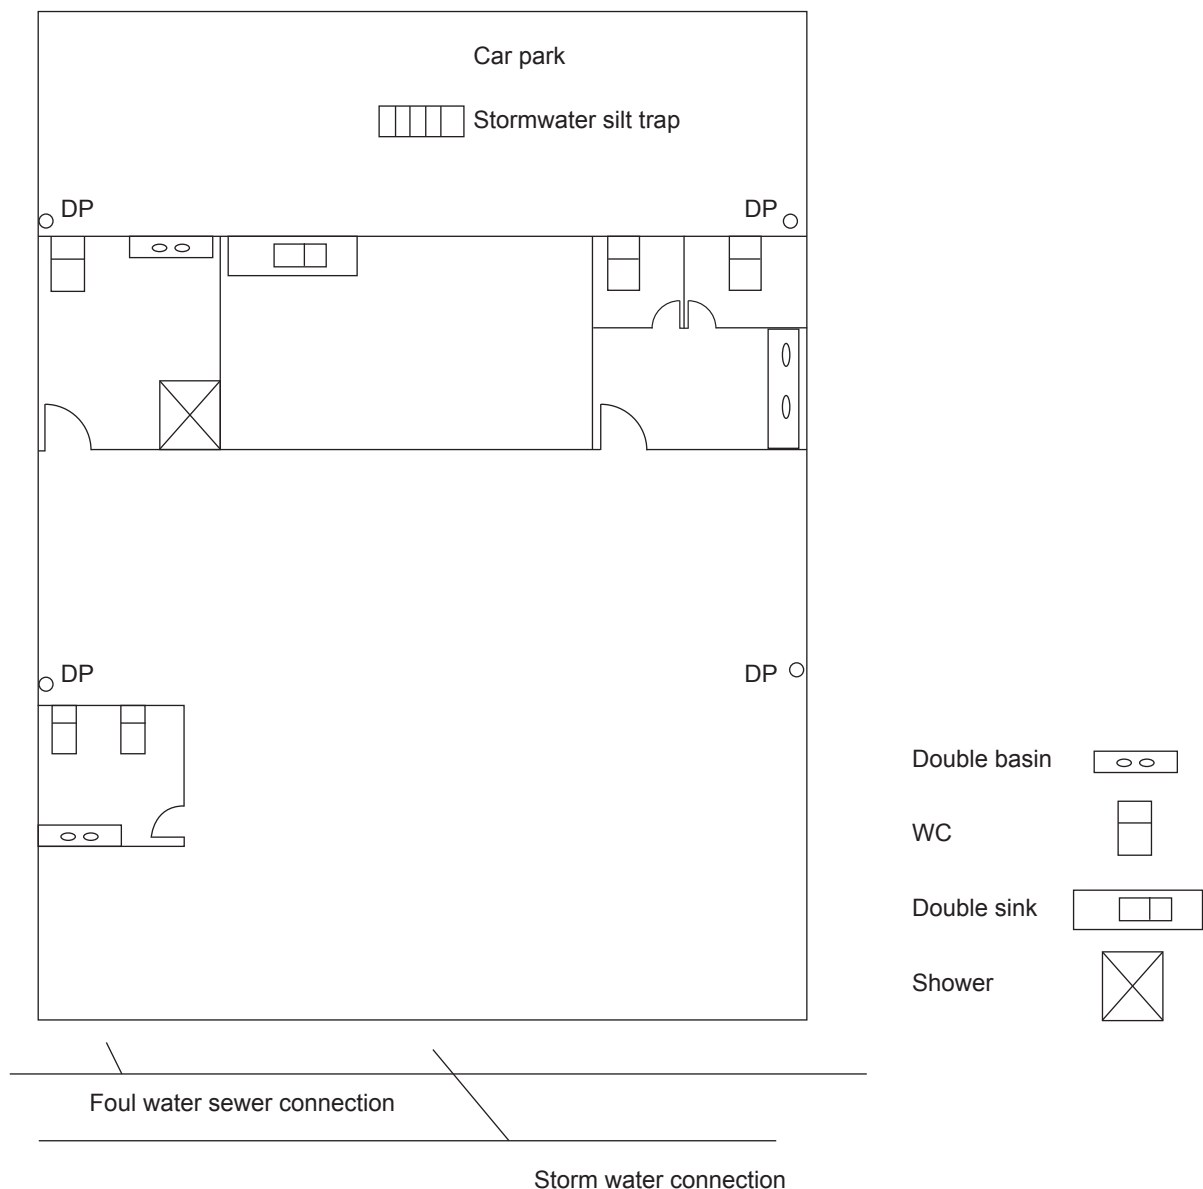 Car park
Stormwater silt trap
DP
DP
DP
DP
Double basin
WC
Double sink
Shower
Foul water sewer connection
Storm water connection